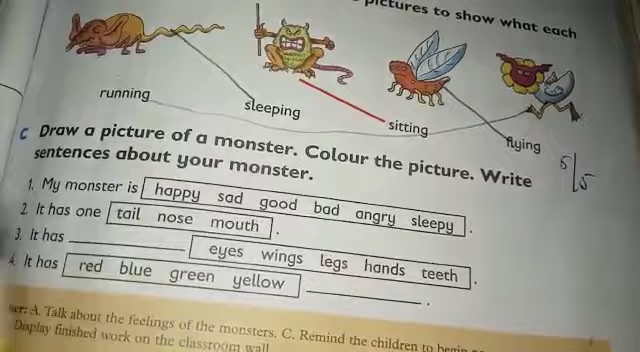 pictures to show what each
running
sleeping
sitting
flying
5/5
C Draw a picture of a monster. Colour the picture. Write
sentences about your monster.
1. My monster is happy sad good bad angry sleepy .
2. It has one tail nose mouth .
3. It has ____________ eyes wings legs hands teeth .
4. It has red blue green yellow ____________ .
A. Talk about the feelings of the monsters. C. Remind the children to begin
Display finished work on the classroom wall